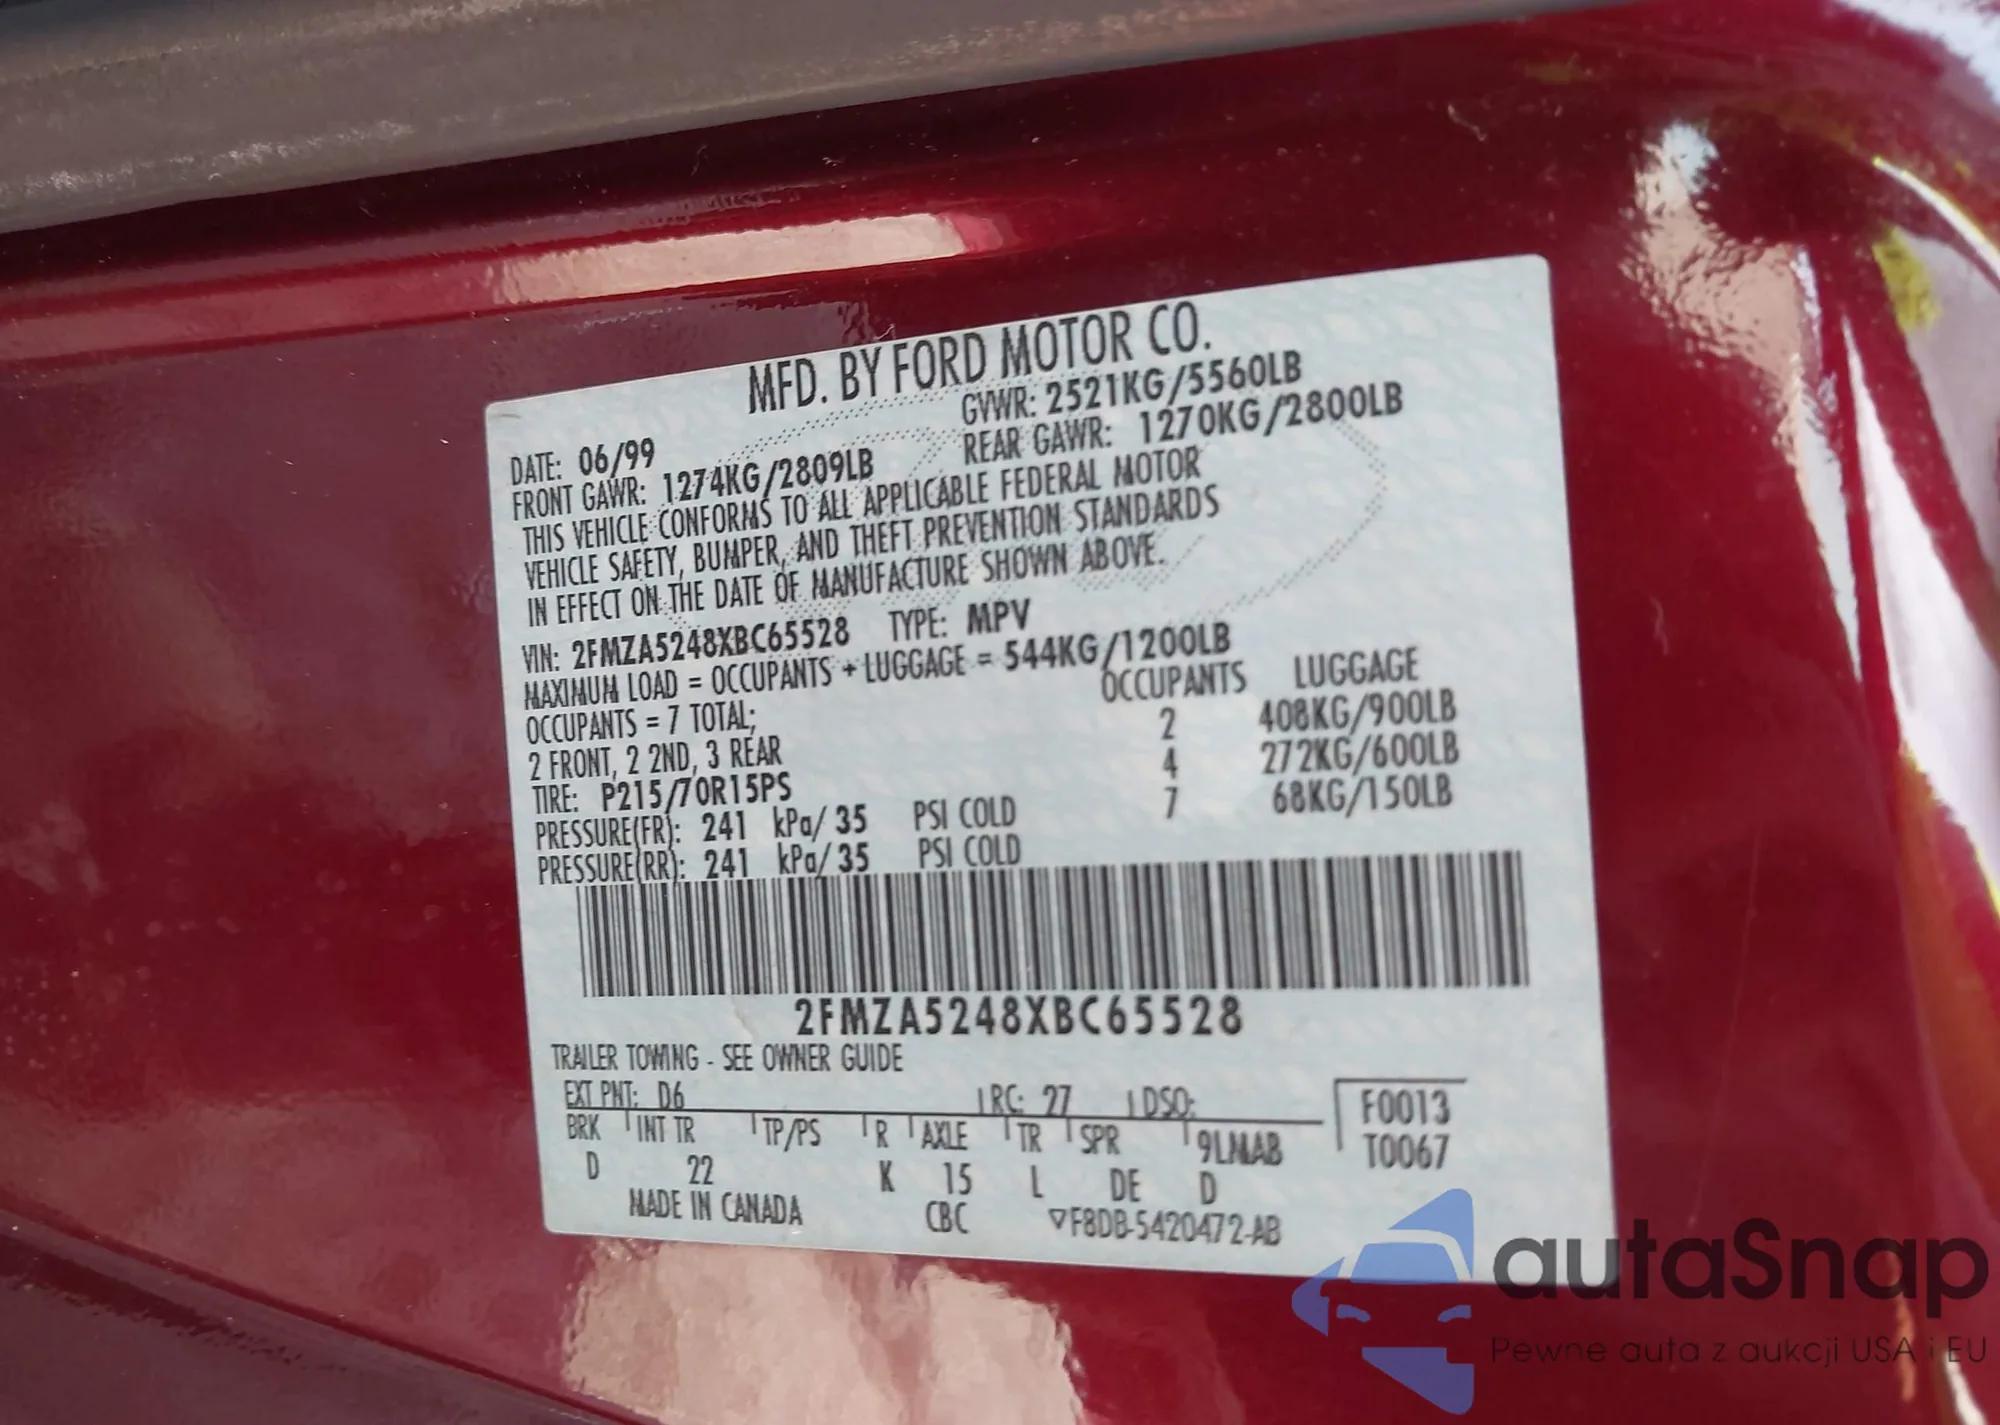 MFD. BY FORD MOTOR CO.
DATE: 06/99 GVWR: 2521KG/5560LB
FRONT GAWR: 1274KG/2809LB REAR GAWR: 1270KG/2800LB
THIS VEHICLE CONFORMS TO ALL APPLICABLE FEDERAL MOTOR
VEHICLE SAFETY, BUMPER, AND THEFT PREVENTION STANDARDS
IN EFFECT ON THE DATE OF MANUFACTURE SHOWN ABOVE.
VIN: 2FMZA5248XBC65528 TYPE: MPV
MAXIMUM LOAD = OCCUPANTS + LUGGAGE = 544KG/1200LB
OCCUPANTS = 7 TOTAL; OCCUPANTS LUGGAGE
2 FRONT, 2 2ND, 3 REAR 2 408KG/900LB
TIRE: P215/70R15PS 4 272KG/600LB
PRESSURE(FR): 241 kPa/ 35 PSI COLD 7 68KG/150LB
PRESSURE(RR): 241 kPa/ 35 PSI COLD
2FMZA5248XBC65528
TRAILER TOWING - SEE OWNER GUIDE
EXT PNT: D6 RC: 27 DSO: F0013
BRK INT TR TP/PS R AXLE TR SPR 9LMAB T0067
D 22 K 15 L DE D
MADE IN CANADA CBC ▽F8DB-5420472-AB
autaSnap
Pewne auta z aukcji USA i EU